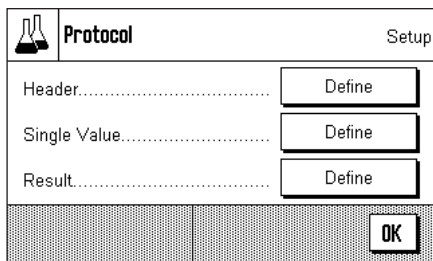 Protocol Setup
Header.................................... Define
Single Value............................ Define
Result..................................... Define
OK